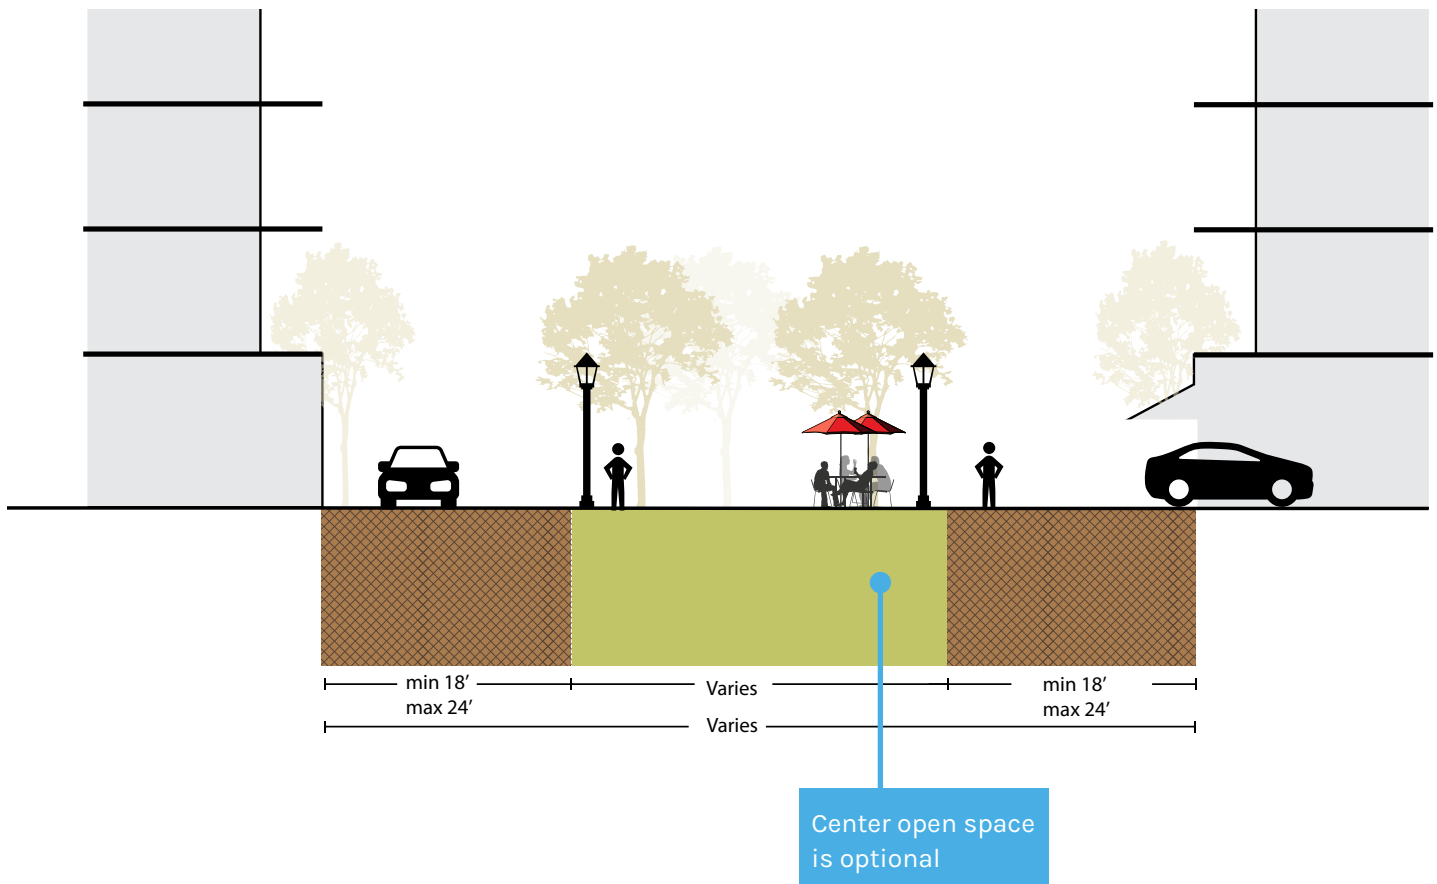 min 18’
max 24’
Varies
min 18’
max 24’
Varies
Center open space
is optional